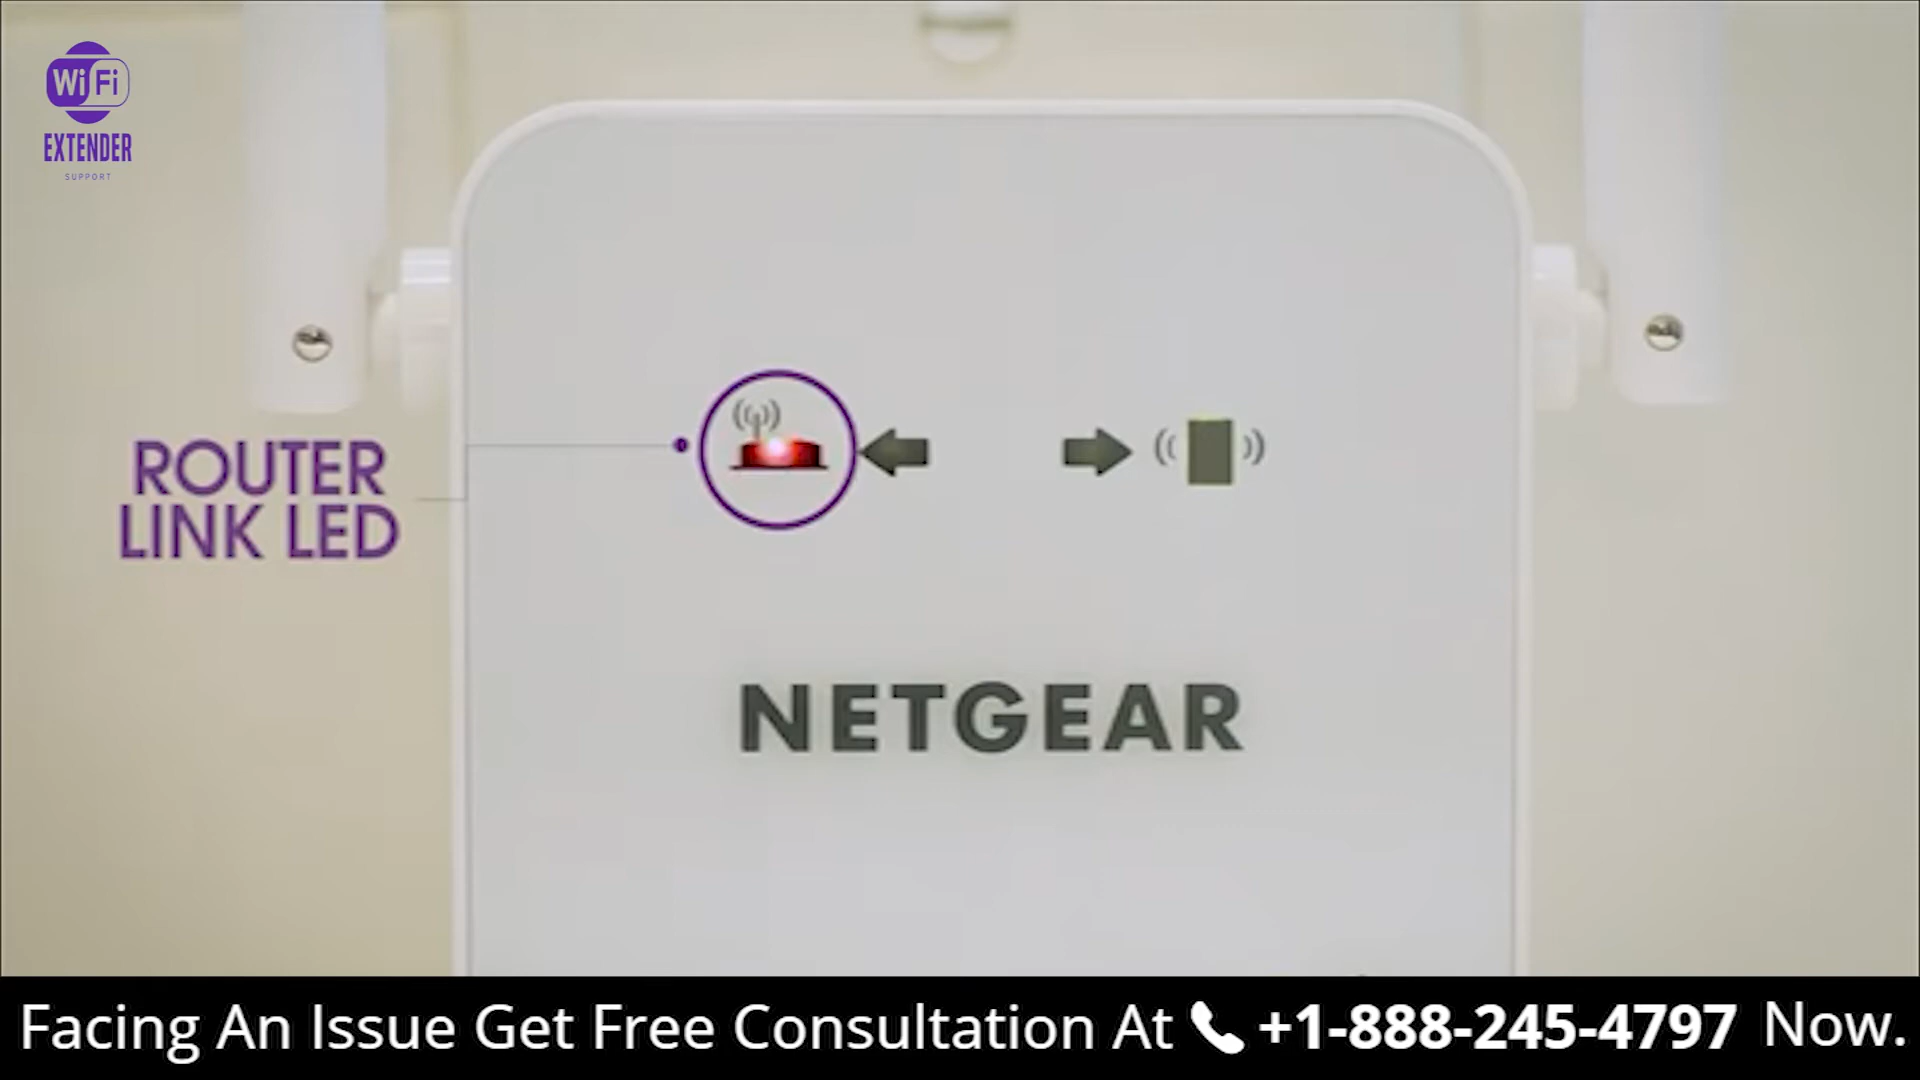 WiFi
EXTENDER
SUPPORT
ROUTER
LINK LED
NETGEAR
Facing An Issue Get Free Consultation At +1-888-245-4797 Now.